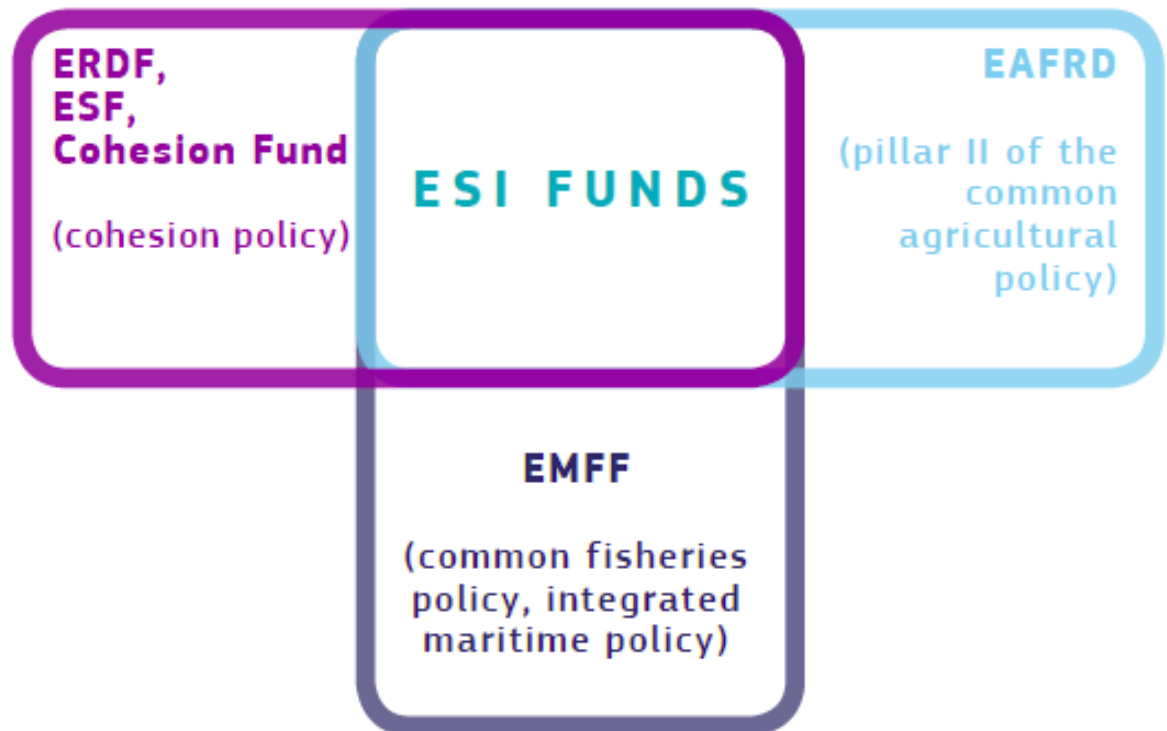 ERDF,
ESF,
Cohesion Fund
(cohesion policy)
ESI FUNDS
EAFRD
(pillar II of the
common
agricultural
policy)
EMFF
(common fisheries
policy, integrated
maritime policy)